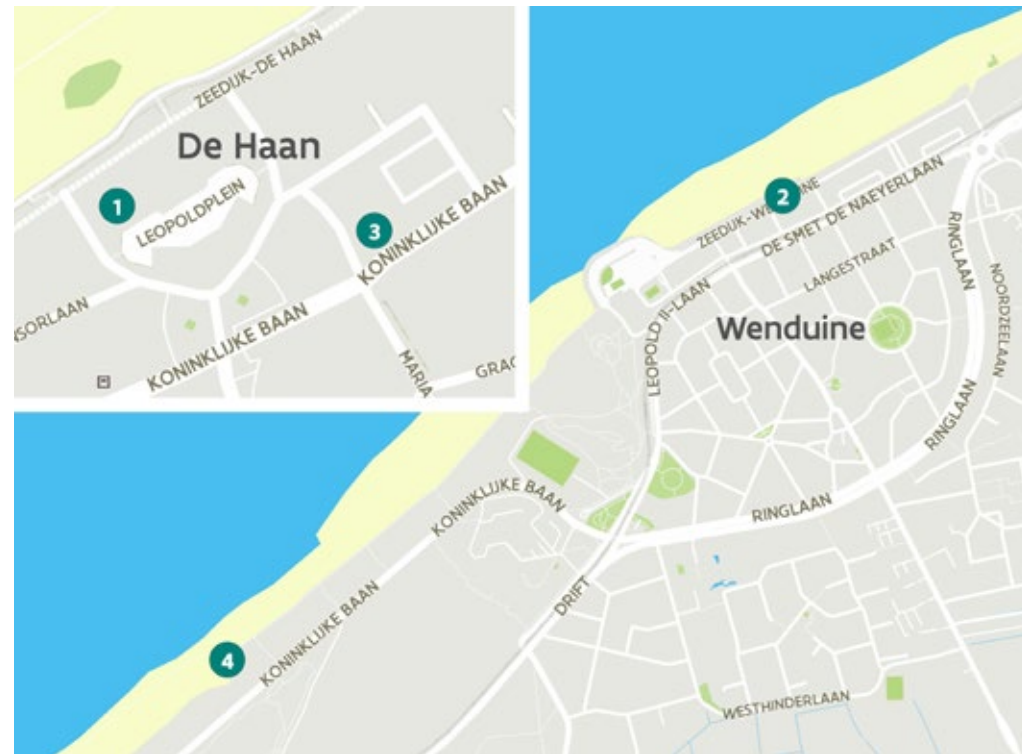 ZEEDIJK-DE HAAN
De Haan
1
LEOPOLDPLEIN
3
KONINKLIJKE BAAN
SORLAAN
KONINKLIJKE BAAN
MARIA
GRAC
2
ZEEDIJK-WENDUINE
DE SMET DE NAEYERLAAN
LANGESTRAAT
RINGLAAN
NOORDZEELAAN
LEOPOLD II-LAAN
Wenduine
RINGLAAN
KONINKLIJKE BAAN
RINGLAAN
DRIFT
KONINKLIJKE BAAN
4
WESTHINDERLAAN